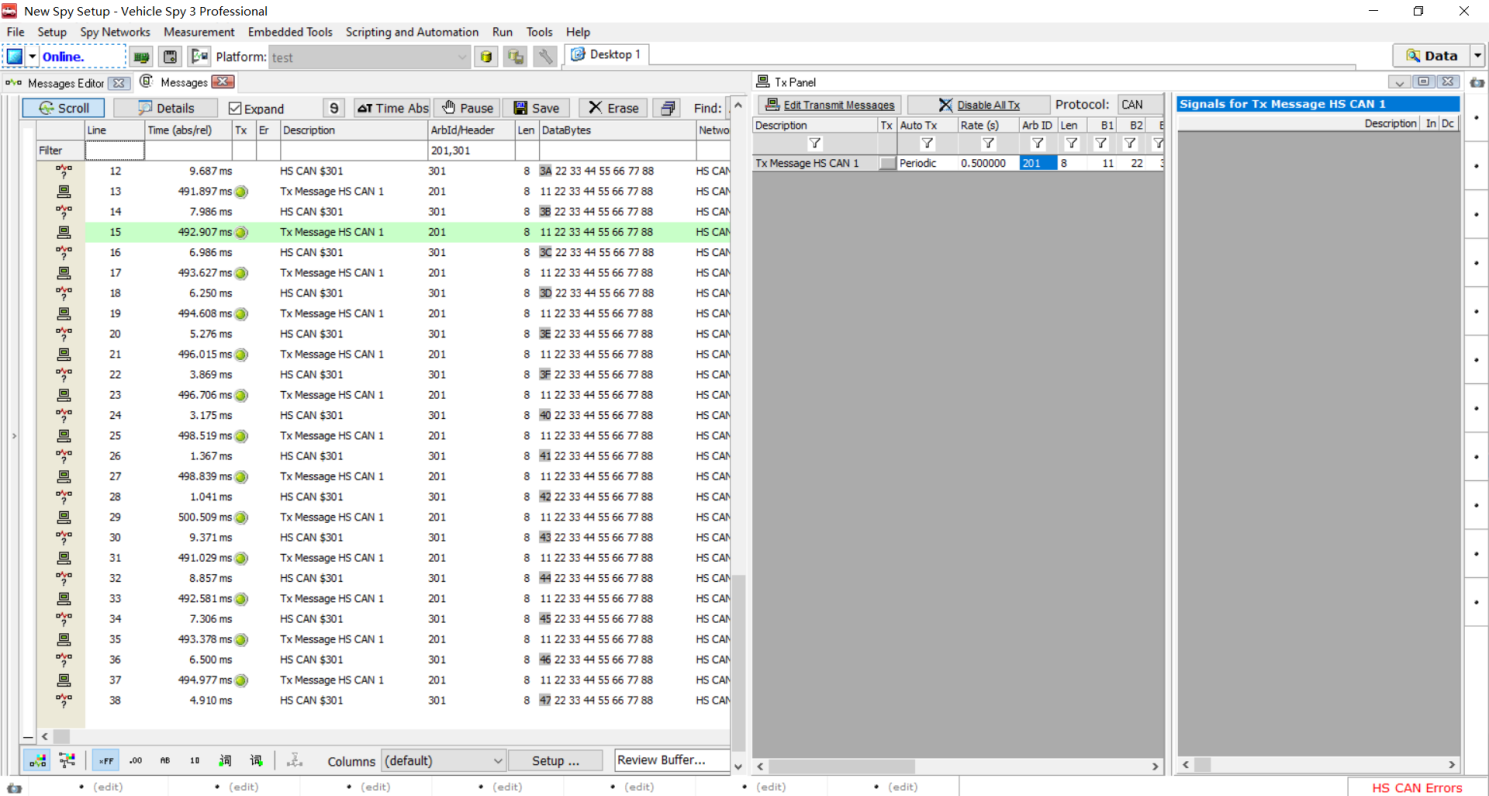 New Spy Setup - Vehicle Spy 3 Professional
File Setup Spy Networks Measurement Embedded Tools Scripting and Automation Run Tools Help
Online. Platform: test Desktop 1 Data
Messages Editor Messages
Scroll Details Expand Time Abs Pause Save Erase Find:
Line Time (abs/rel) Tx Er Description ArbId/Header Len DataBytes Netwo
Filter 201,301
12 9.687 ms HS CAN $301 301 8 3A 22 33 44 55 66 77 88 HS CAN
13 491.897 ms Tx Message HS CAN 1 201 8 11 22 33 44 55 66 77 88 HS CAN
14 7.986 ms HS CAN $301 301 8 3B 22 33 44 55 66 77 88 HS CAN
15 492.907 ms Tx Message HS CAN 1 201 8 11 22 33 44 55 66 77 88 HS CAN
16 6.986 ms HS CAN $301 301 8 3C 22 33 44 55 66 77 88 HS CAN
17 493.627 ms Tx Message HS CAN 1 201 8 11 22 33 44 55 66 77 88 HS CAN
18 6.250 ms HS CAN $301 301 8 3D 22 33 44 55 66 77 88 HS CAN
19 494.608 ms Tx Message HS CAN 1 201 8 11 22 33 44 55 66 77 88 HS CAN
20 5.276 ms HS CAN $301 301 8 3E 22 33 44 55 66 77 88 HS CAN
21 496.015 ms Tx Message HS CAN 1 201 8 11 22 33 44 55 66 77 88 HS CAN
22 3.869 ms HS CAN $301 301 8 3F 22 33 44 55 66 77 88 HS CAN
23 496.706 ms Tx Message HS CAN 1 201 8 11 22 33 44 55 66 77 88 HS CAN
24 3.175 ms HS CAN $301 301 8 40 22 33 44 55 66 77 88 HS CAN
25 498.519 ms Tx Message HS CAN 1 201 8 11 22 33 44 55 66 77 88 HS CAN
26 1.367 ms HS CAN $301 301 8 41 22 33 44 55 66 77 88 HS CAN
27 498.839 ms Tx Message HS CAN 1 201 8 11 22 33 44 55 66 77 88 HS CAN
28 1.041 ms HS CAN $301 301 8 42 22 33 44 55 66 77 88 HS CAN
29 500.509 ms Tx Message HS CAN 1 201 8 11 22 33 44 55 66 77 88 HS CAN
30 9.371 ms HS CAN $301 301 8 43 22 33 44 55 66 77 88 HS CAN
31 491.029 ms Tx Message HS CAN 1 201 8 11 22 33 44 55 66 77 88 HS CAN
32 8.857 ms HS CAN $301 301 8 44 22 33 44 55 66 77 88 HS CAN
33 492.581 ms Tx Message HS CAN 1 201 8 11 22 33 44 55 66 77 88 HS CAN
34 7.306 ms HS CAN $301 301 8 45 22 33 44 55 66 77 88 HS CAN
35 493.378 ms Tx Message HS CAN 1 201 8 11 22 33 44 55 66 77 88 HS CAN
36 6.500 ms HS CAN $301 301 8 46 22 33 44 55 66 77 88 HS CAN
37 494.977 ms Tx Message HS CAN 1 201 8 11 22 33 44 55 66 77 88 HS CAN
38 4.910 ms HS CAN $301 301 8 47 22 33 44 55 66 77 88 HS CAN
=FF .00 AB 10 词 词 Columns (default) Setup ... Review Buffer...
Tx Panel
Edit Transmit Messages Disable All Tx Protocol: CAN
Description Tx Auto Tx Rate (s) Arb ID Len B1 B2
Tx Message HS CAN 1 Periodic 0.500000 201 8 11 22
Signals for Tx Message HS CAN 1
Description In Dc
(edit) (edit) (edit) (edit) (edit) (edit) (edit) HS CAN Errors